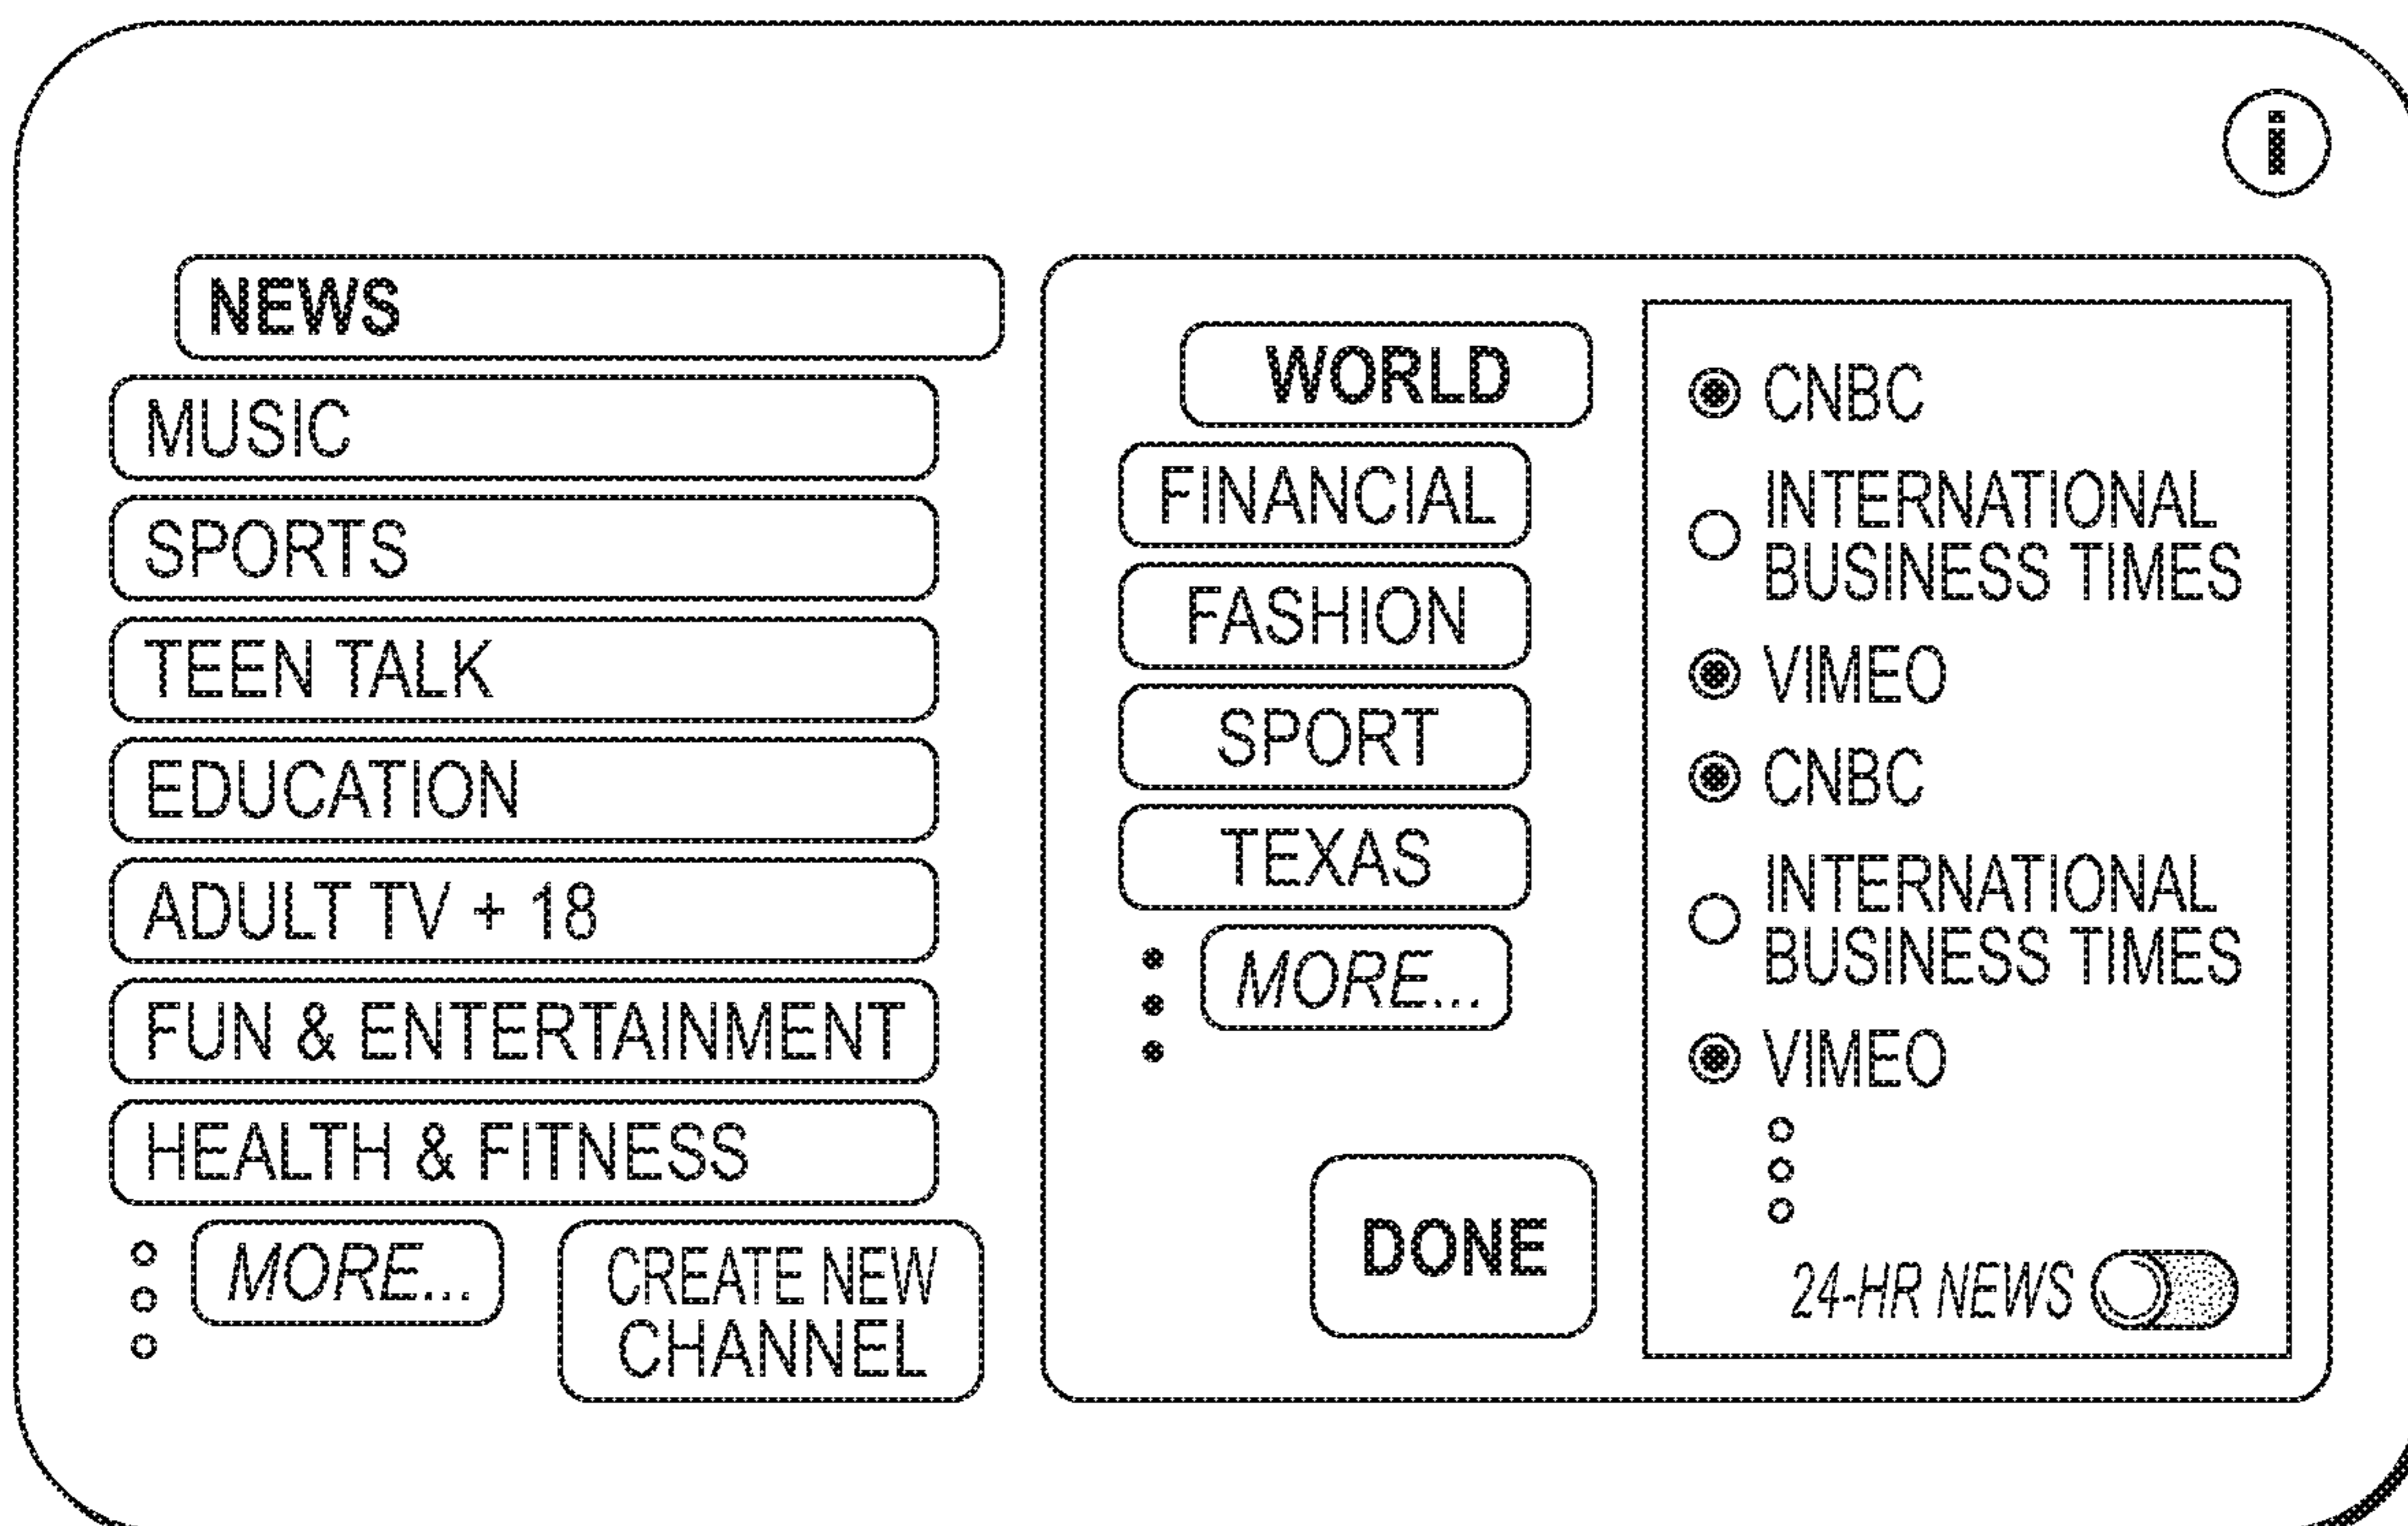 i
NEWS
MUSIC
SPORTS
TEEN TALK
EDUCATION
ADULT TV + 18
FUN & ENTERTAINMENT
HEALTH & FITNESS
MORE...
CREATE NEW
CHANNEL
WORLD
FINANCIAL
FASHION
SPORT
TEXAS
MORE...
DONE
CNBC
INTERNATIONAL
BUSINESS TIMES
VIMEO
CNBC
INTERNATIONAL
BUSINESS TIMES
VIMEO
24-HR NEWS